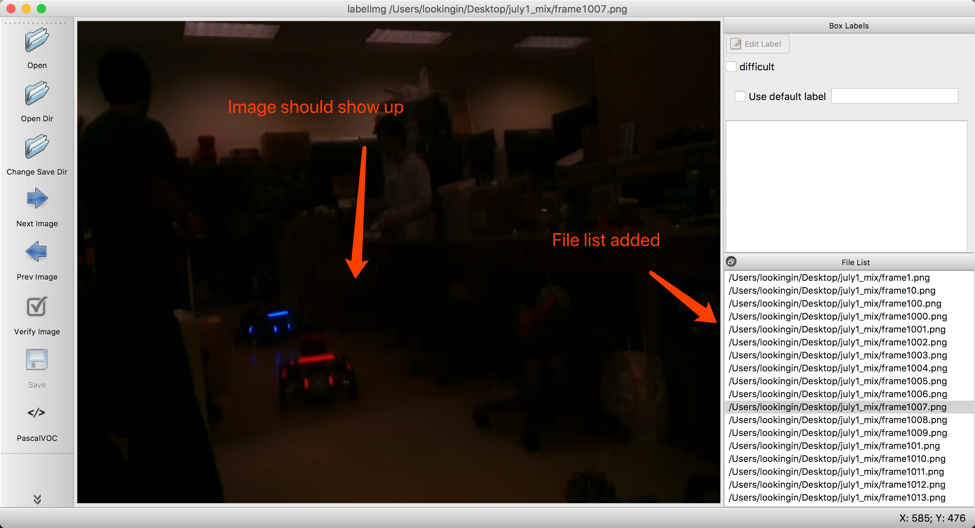 labelImg /Users/lookingin/Desktop/july1_mix/frame1007.png
Open
Open Dir
Change Save Dir
Next Image
Prev Image
Verify Image
Save
</>
PascalVOC
Image should show up
File list added
Box Labels
Edit Label
difficult
Use default label
File List
/Users/lookingin/Desktop/july1_mix/frame1.png
/Users/lookingin/Desktop/july1_mix/frame10.png
/Users/lookingin/Desktop/july1_mix/frame100.png
/Users/lookingin/Desktop/july1_mix/frame1000.png
/Users/lookingin/Desktop/july1_mix/frame1001.png
/Users/lookingin/Desktop/july1_mix/frame1002.png
/Users/lookingin/Desktop/july1_mix/frame1003.png
/Users/lookingin/Desktop/july1_mix/frame1004.png
/Users/lookingin/Desktop/july1_mix/frame1005.png
/Users/lookingin/Desktop/july1_mix/frame1006.png
/Users/lookingin/Desktop/july1_mix/frame1007.png
/Users/lookingin/Desktop/july1_mix/frame1008.png
/Users/lookingin/Desktop/july1_mix/frame1009.png
/Users/lookingin/Desktop/july1_mix/frame101.png
/Users/lookingin/Desktop/july1_mix/frame1010.png
/Users/lookingin/Desktop/july1_mix/frame1011.png
/Users/lookingin/Desktop/july1_mix/frame1012.png
/Users/lookingin/Desktop/july1_mix/frame1013.png
X: 585; Y: 476